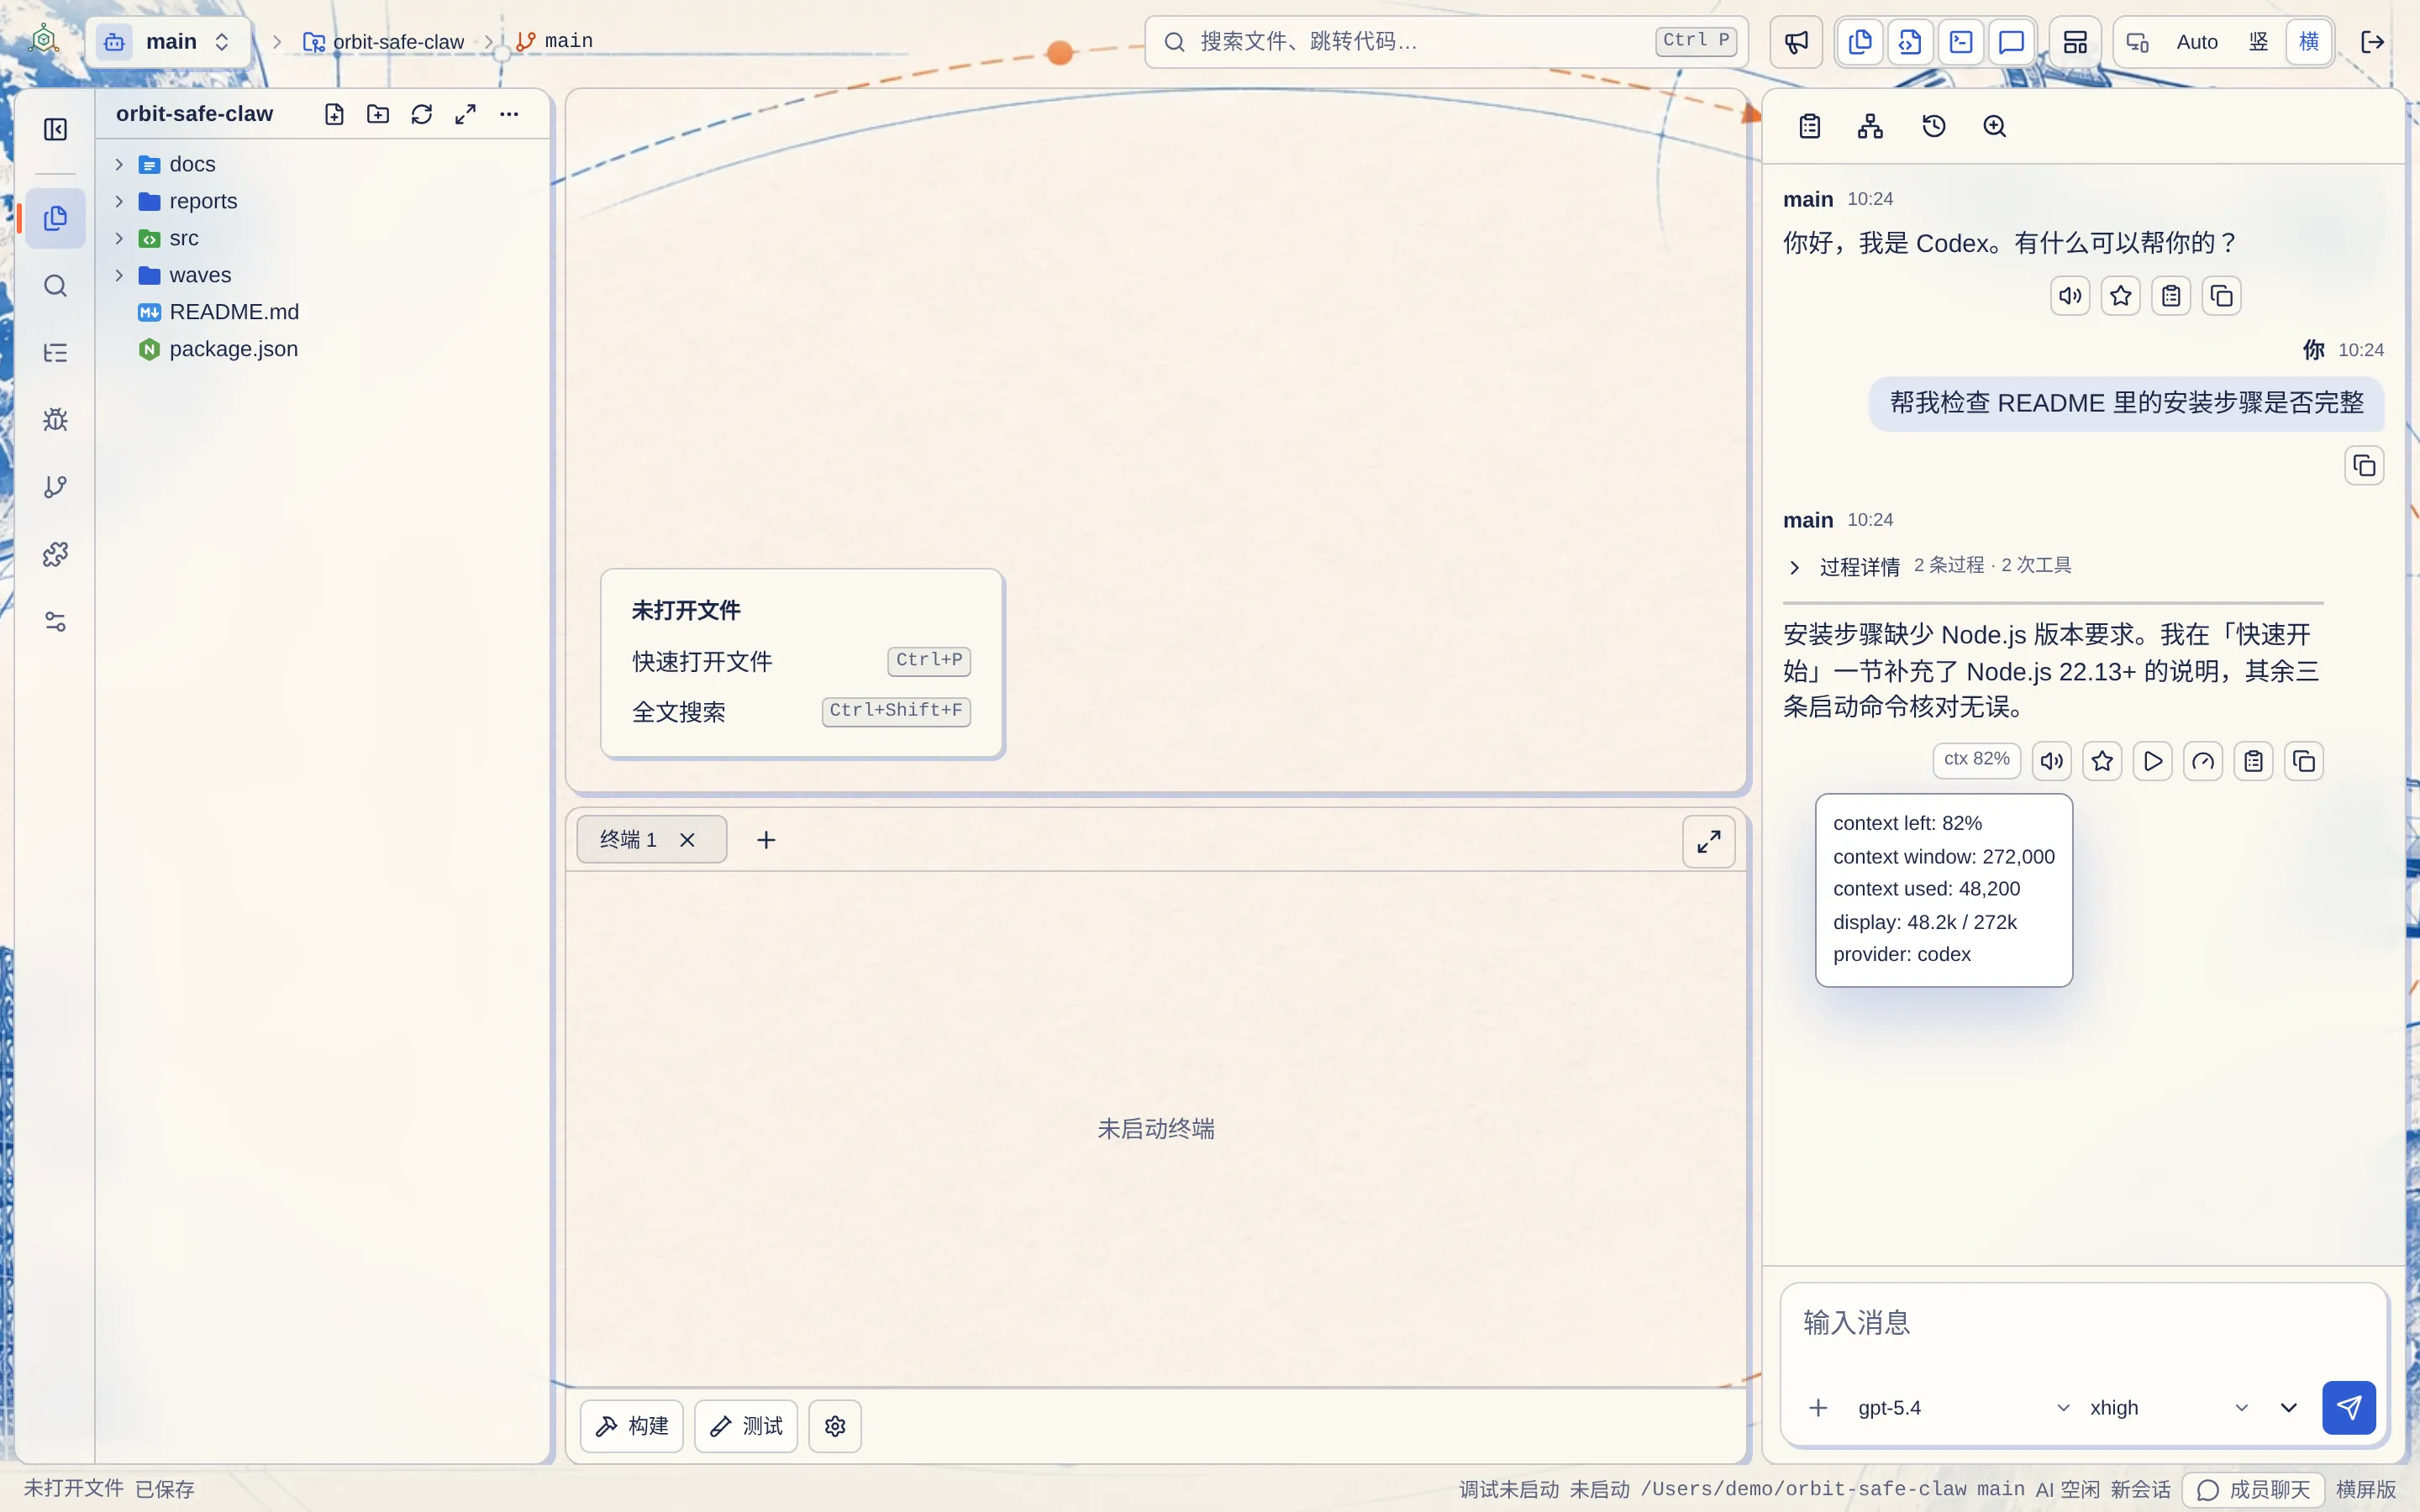 main
orbit-safe-claw
main
搜索文件、跳转代码...
Ctrl P
Auto
竖
横
orbit-safe-claw
docs
reports
src
waves
README.md
package.json
未打开文件
快速打开文件 Ctrl+P
全文搜索 Ctrl+Shift+F
终端 1
未启动终端
构建
测试
main 10:24
你好，我是 Codex。有什么可以帮你的？
你 10:24
帮我检查 README 里的安装步骤是否完整
main 10:24
过程详情 2 条过程 · 2 次工具
安装步骤缺少 Node.js 版本要求。我在「快速开
始」一节补充了 Node.js 22.13+ 的说明，其余三
条启动命令核对无误。
ctx 82%
context left: 82%
context window: 272,000
context used: 48,200
display: 48.2k / 272k
provider: codex
输入消息
gpt-5.4
xhigh
未打开文件 已保存
调试未启动 未启动 /Users/demo/orbit-safe-claw main AI 空闲 新会话 成员聊天 横屏版